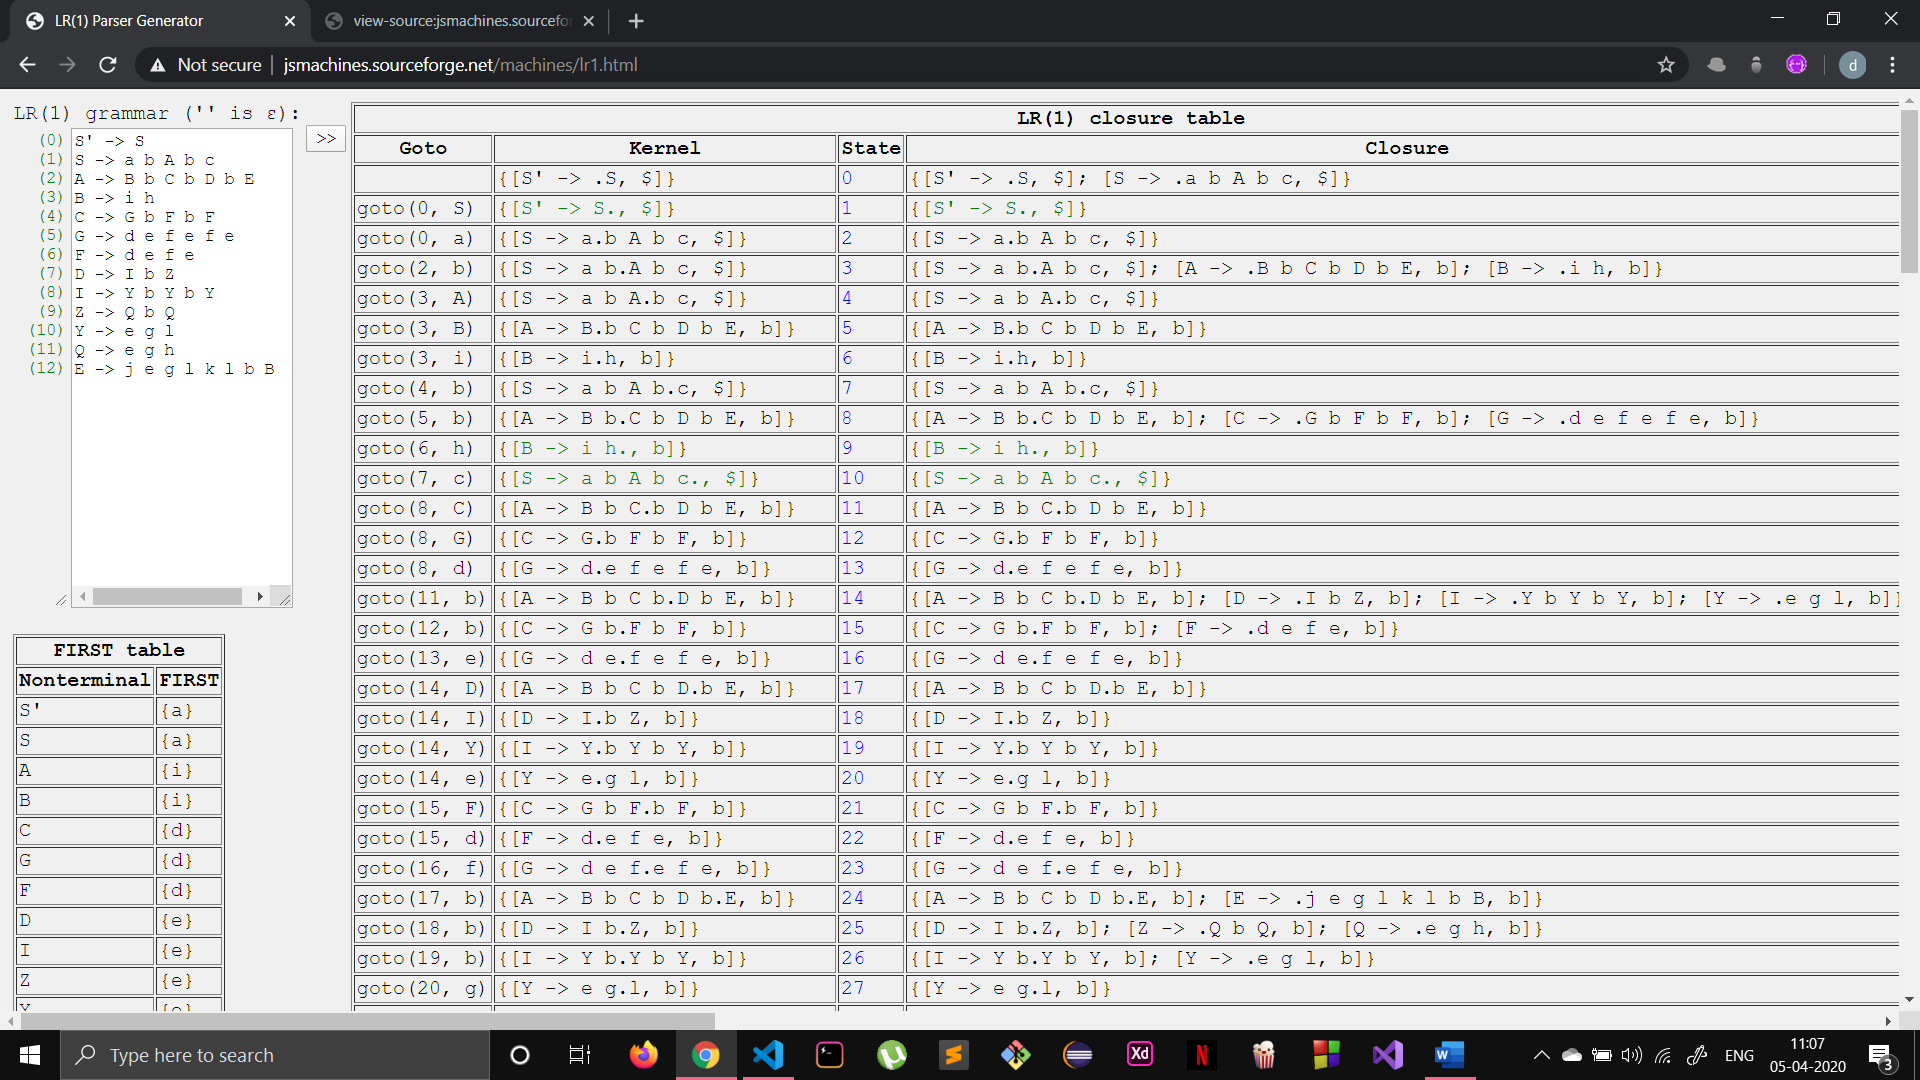 LR(1) Parser Generator
view-source:jsmachines.sourcefo
Not secure | jsmachines.sourceforge.net/machines/lr1.html
d
LR(1) grammar ('' is ε):
(0) S' -> S
(1) S -> a b A b c
(2) A -> B b C b D b E
(3) B -> i h
(4) C -> G b F b F
(5) G -> d e f e f e
(6) F -> d e f e
(7) D -> I b Z
(8) I -> Y b Y b Y
(9) Z -> Q b Q
(10) Y -> e g l
(11) Q -> e g h
(12) E -> j e g l k l b B
>>
FIRST table
Nonterminal FIRST
S' {a}
S {a}
A {i}
B {i}
C {d}
G {d}
F {d}
D {e}
I {e}
Z {e}
Y {e}
LR(1) closure table
Goto Kernel State Closure
{[S' -> .S, $]} 0 {[S' -> .S, $]; [S -> .a b A b c, $]}
goto(0, S) {[S' -> S., $]} 1 {[S' -> S., $]}
goto(0, a) {[S -> a.b A b c, $]} 2 {[S -> a.b A b c, $]}
goto(2, b) {[S -> a b.A b c, $]} 3 {[S -> a b.A b c, $]; [A -> .B b C b D b E, b]; [B -> .i h, b]}
goto(3, A) {[S -> a b A.b c, $]} 4 {[S -> a b A.b c, $]}
goto(3, B) {[A -> B.b C b D b E, b]} 5 {[A -> B.b C b D b E, b]}
goto(3, i) {[B -> i.h, b]} 6 {[B -> i.h, b]}
goto(4, b) {[S -> a b A b.c, $]} 7 {[S -> a b A b.c, $]}
goto(5, b) {[A -> B b.C b D b E, b]} 8 {[A -> B b.C b D b E, b]; [C -> .G b F b F, b]; [G -> .d e f e f e, b]}
goto(6, h) {[B -> i h., b]} 9 {[B -> i h., b]}
goto(7, c) {[S -> a b A b c., $]} 10 {[S -> a b A b c., $]}
goto(8, C) {[A -> B b C.b D b E, b]} 11 {[A -> B b C.b D b E, b]}
goto(8, G) {[C -> G.b F b F, b]} 12 {[C -> G.b F b F, b]}
goto(8, d) {[G -> d.e f e f e, b]} 13 {[G -> d.e f e f e, b]}
goto(11, b) {[A -> B b C b.D b E, b]} 14 {[A -> B b C b.D b E, b]; [D -> .I b Z, b]; [I -> .Y b Y b Y, b]; [Y -> .e g l, b]}
goto(12, b) {[C -> G b.F b F, b]} 15 {[C -> G b.F b F, b]; [F -> .d e f e, b]}
goto(13, e) {[G -> d e.f e f e, b]} 16 {[G -> d e.f e f e, b]}
goto(14, D) {[A -> B b C b D.b E, b]} 17 {[A -> B b C b D.b E, b]}
goto(14, I) {[D -> I.b Z, b]} 18 {[D -> I.b Z, b]}
goto(14, Y) {[I -> Y.b Y b Y, b]} 19 {[I -> Y.b Y b Y, b]}
goto(14, e) {[Y -> e.g l, b]} 20 {[Y -> e.g l, b]}
goto(15, F) {[C -> G b F.b F, b]} 21 {[C -> G b F.b F, b]}
goto(15, d) {[F -> d.e f e, b]} 22 {[F -> d.e f e, b]}
goto(16, f) {[G -> d e f.e f e, b]} 23 {[G -> d e f.e f e, b]}
goto(17, b) {[A -> B b C b D b.E, b]} 24 {[A -> B b C b D b.E, b]; [E -> .j e g l k l b B, b]}
goto(18, b) {[D -> I b.Z, b]} 25 {[D -> I b.Z, b]; [Z -> .Q b Q, b]; [Q -> .e g h, b]}
goto(19, b) {[I -> Y b.Y b Y, b]} 26 {[I -> Y b.Y b Y, b]; [Y -> .e g l, b]}
goto(20, g) {[Y -> e g.l, b]} 27 {[Y -> e g.l, b]}
Type here to search
Xd
N
W
ENG
11:07
05-04-2020
3